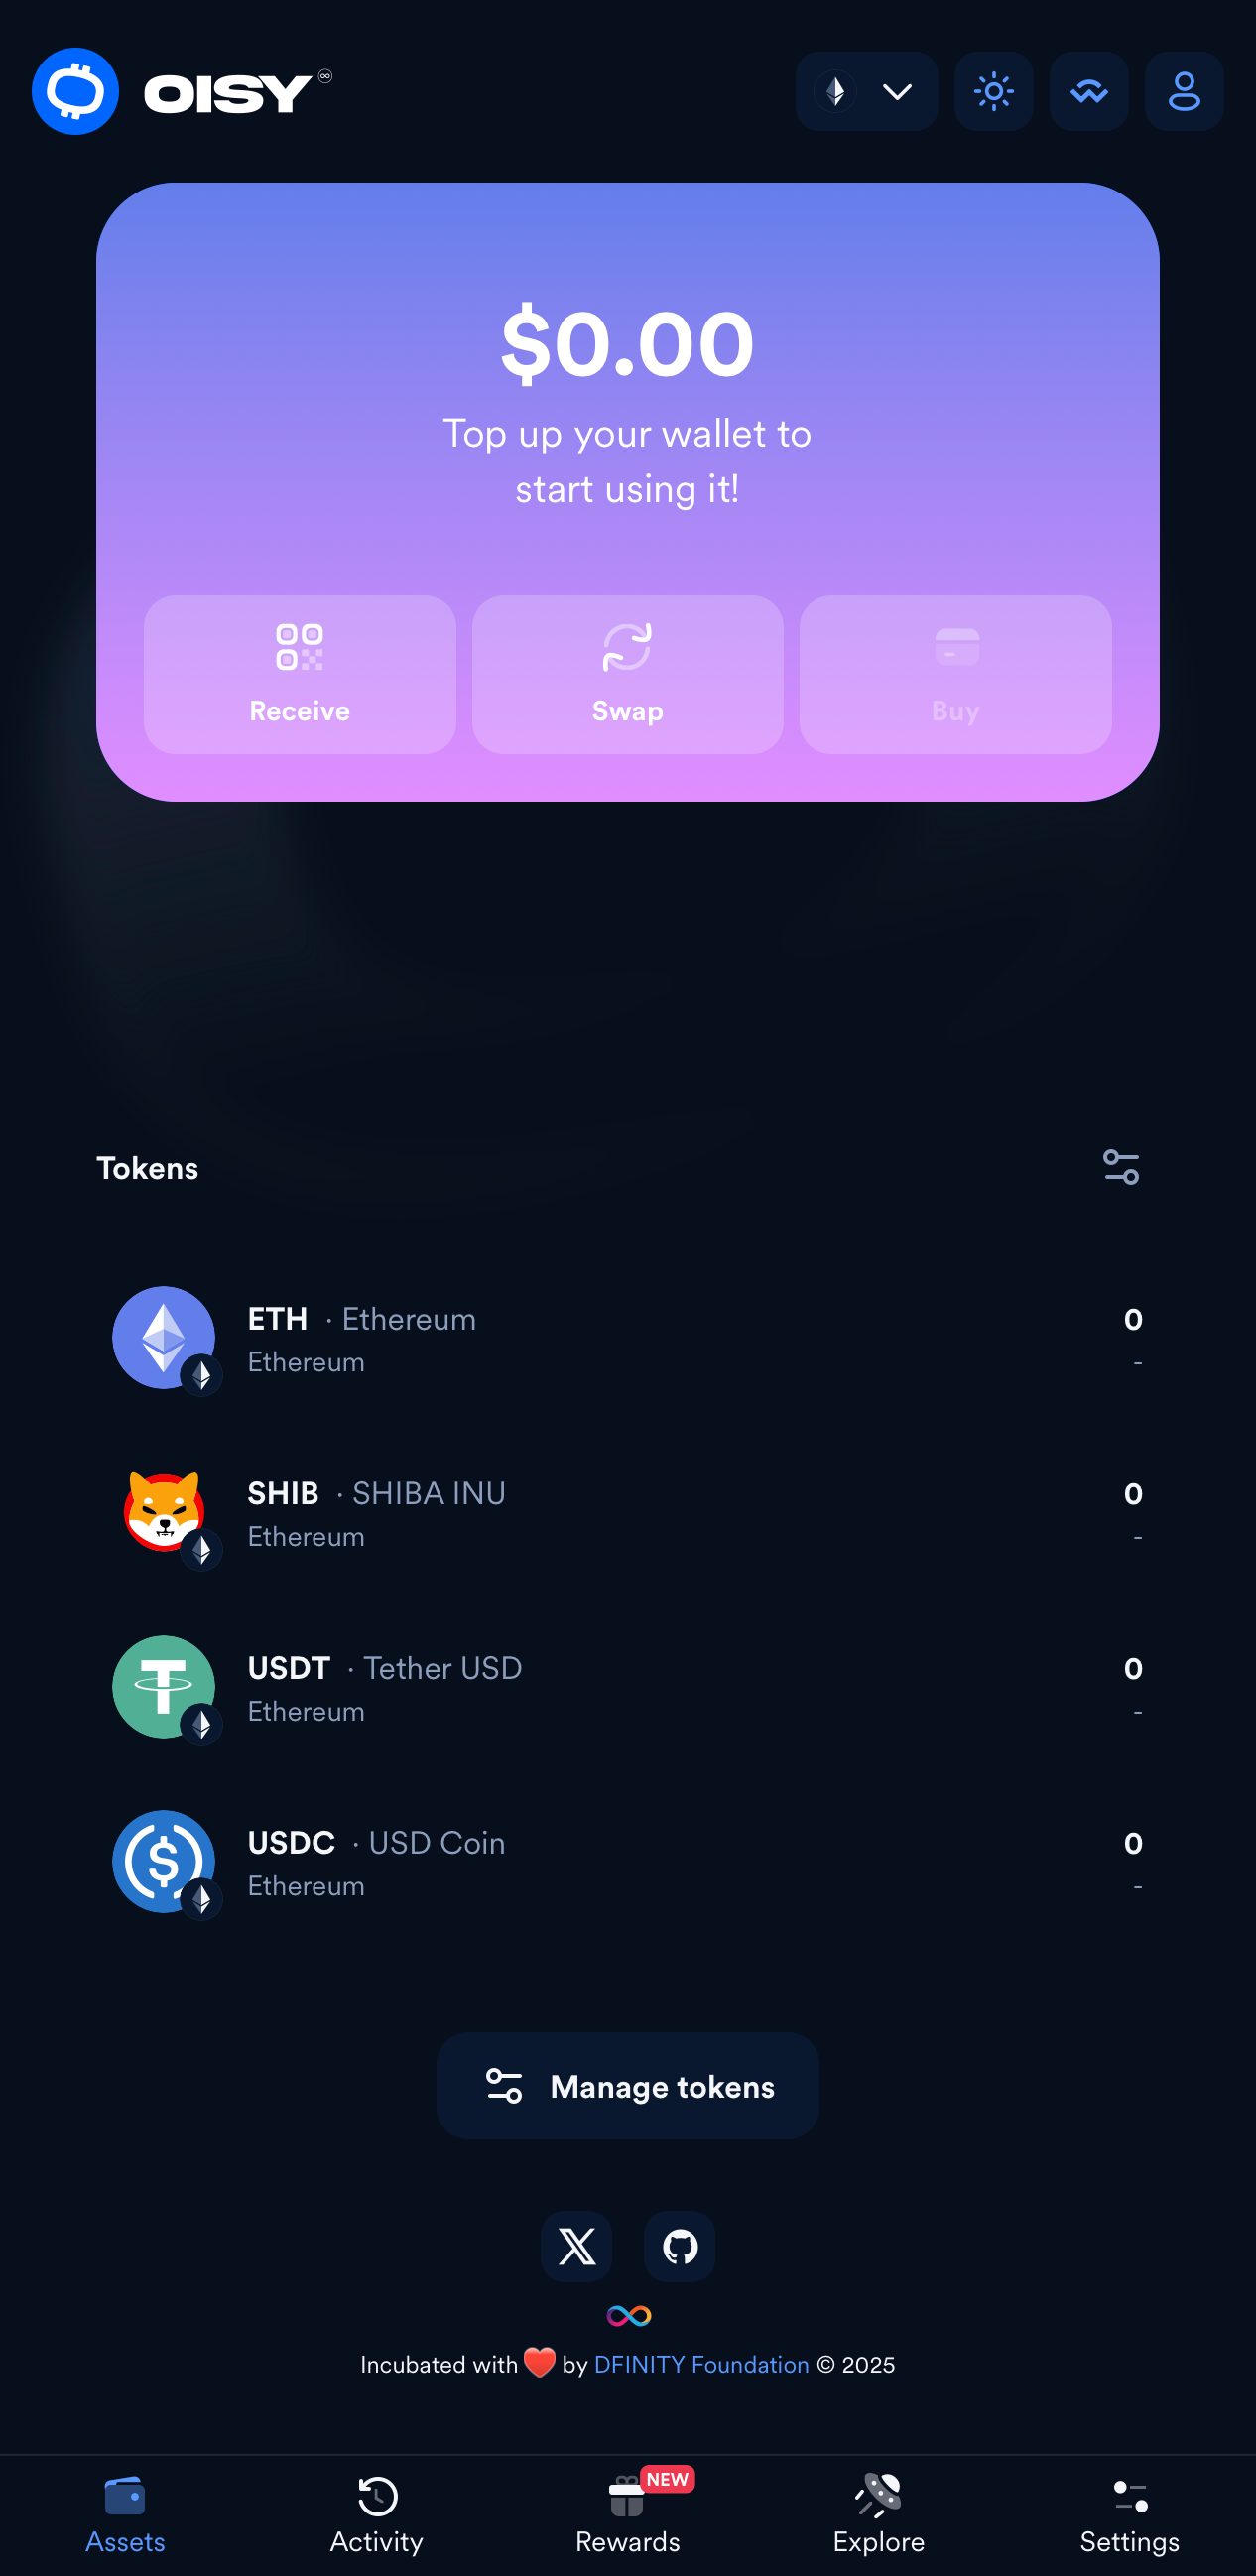 OISY
$0.00
Top up your wallet to
start using it!
Receive
Swap
Buy
Tokens
ETH · Ethereum
0
Ethereum
-
SHIB · SHIBA INU
0
Ethereum
-
USDT · Tether USD
0
Ethereum
-
USDC · USD Coin
0
Ethereum
-
Manage tokens
Incubated with ❤️ by DFINITY Foundation © 2025
NEW
Assets
Activity
Rewards
Explore
Settings